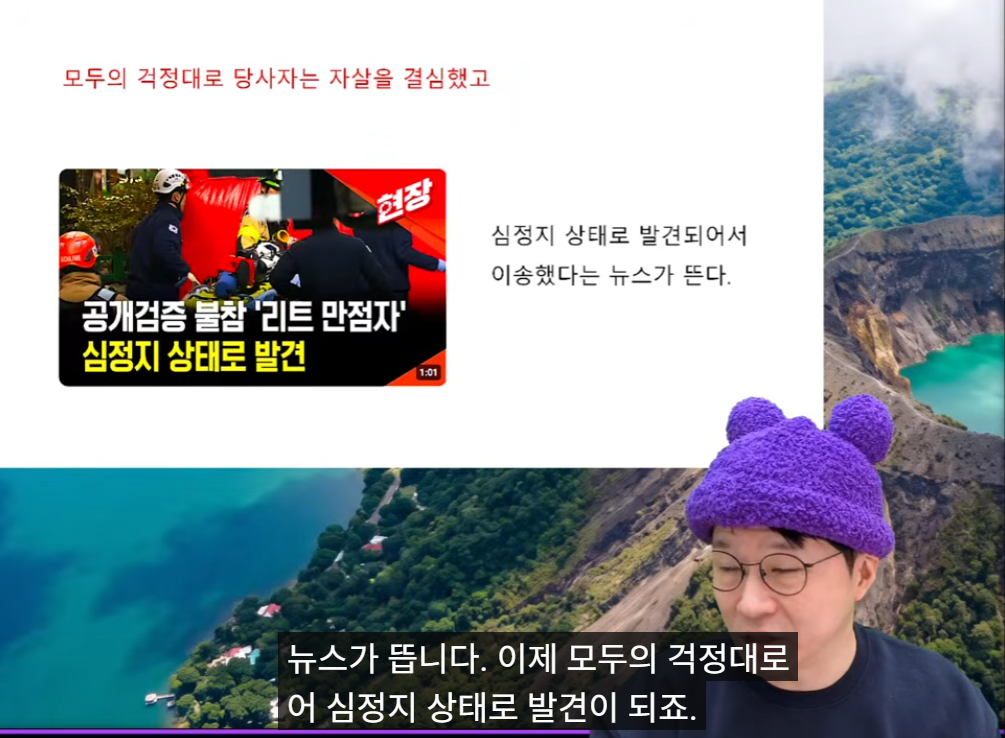 모두의 걱정대로 당사자는 자살을 결심했고
현장
공개검증 불참 '리트 만점자'
심정지 상태로 발견
1:01
심정지 상태로 발견되어서
이송했다는 뉴스가 뜬다.
뉴스가 뜹니다. 이제 모두의 걱정대로
어 심정지 상태로 발견이 되죠.